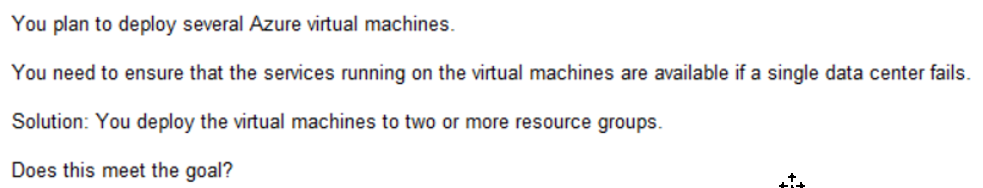 You plan to deploy several Azure virtual machines.
You need to ensure that the services running on the virtual machines are available if a single data center fails.
Solution: You deploy the virtual machines to two or more resource groups.
Does this meet the goal?